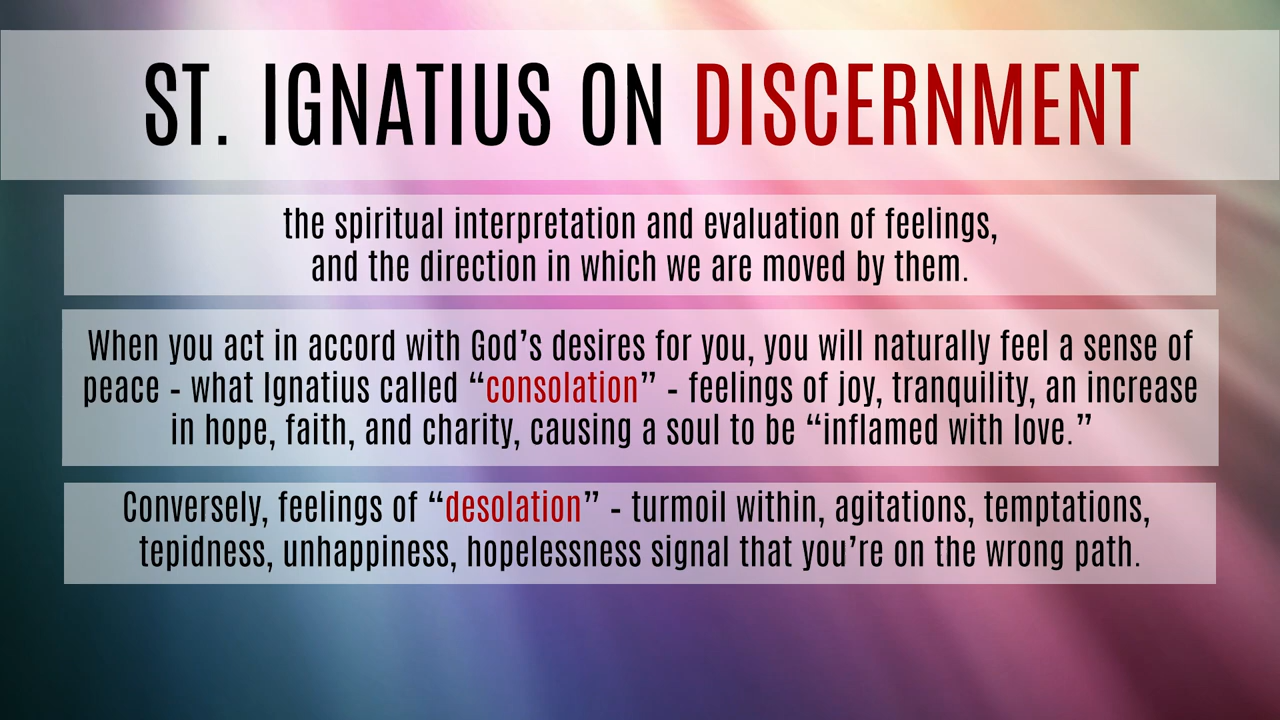 ST. IGNATIUS ON DISCERNMENT
the spiritual interpretation and evaluation of feelings,
and the direction in which we are moved by them.
When you act in accord with God’s desires for you, you will naturally feel a sense of
peace – what Ignatius called “consolation” – feelings of joy, tranquility, an increase
in hope, faith, and charity, causing a soul to be “inflamed with love.”
Conversely, feelings of “desolation” – turmoil within, agitations, temptations,
tepidness, unhappiness, hopelessness signal that you’re on the wrong path.